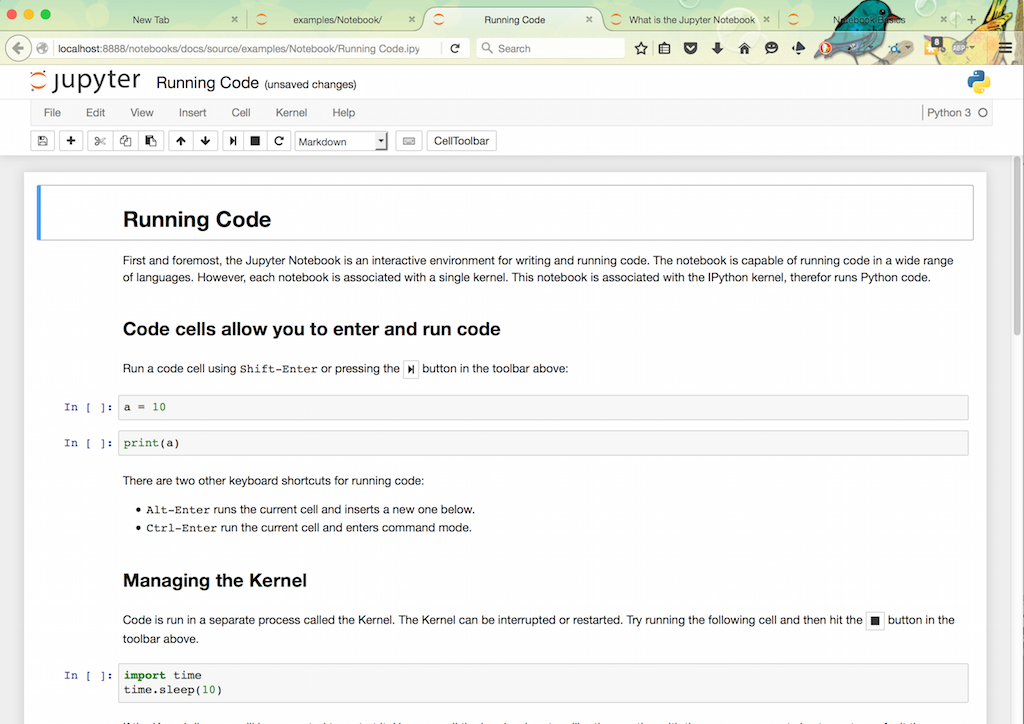 New Tab
examples/Notebook/
Running Code
What is the Jupyter Notebook
Notebook Basics
localhost:8888/notebooks/docs/source/examples/Notebook/Running Code.ipy
Search
8
ABP
jupyter Running Code (unsaved changes)
File Edit View Insert Cell Kernel Help
Python 3
Markdown
CellToolbar
Running Code
First and foremost, the Jupyter Notebook is an interactive environment for writing and running code. The notebook is capable of running code in a wide range
of languages. However, each notebook is associated with a single kernel. This notebook is associated with the IPython kernel, therefor runs Python code.
Code cells allow you to enter and run code
Run a code cell using Shift-Enter or pressing the button in the toolbar above:
In [ ]: a = 10
In [ ]: print(a)
There are two other keyboard shortcuts for running code:
• Alt-Enter runs the current cell and inserts a new one below.
• Ctrl-Enter run the current cell and enters command mode.
Managing the Kernel
Code is run in a separate process called the Kernel. The Kernel can be interrupted or restarted. Try running the following cell and then hit the button in the
toolbar above.
In [ ]: import time
time.sleep(10)